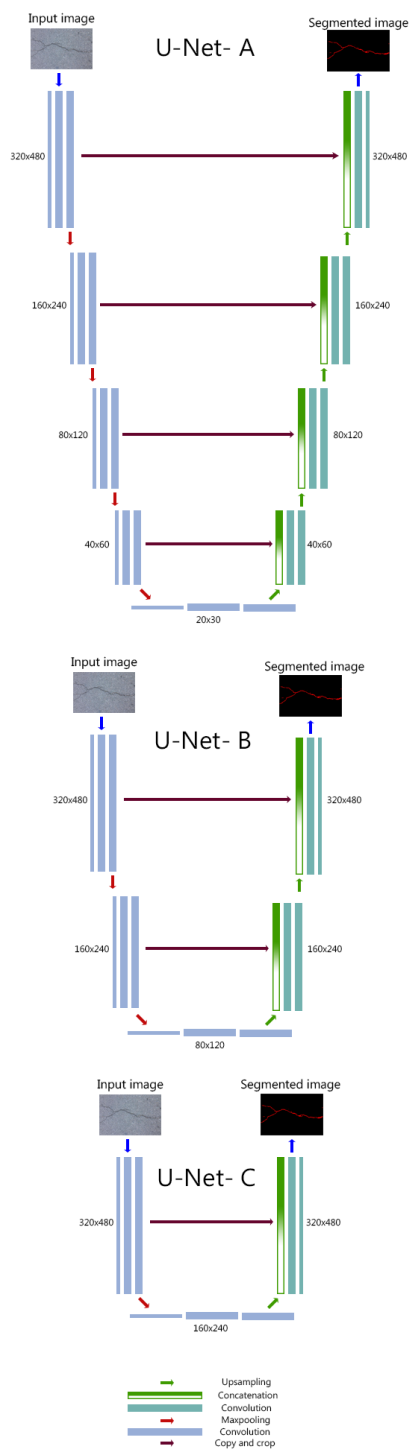 Input image
Segmented image
U-Net- A
320x480
320x480
160x240
160x240
80x120
80x120
40x60
40x60
20x30
Input image
Segmented image
U-Net- B
320x480
320x480
160x240
160x240
80x120
Input image
Segmented image
U-Net- C
320x480
320x480
160x240
Upsampling
Concatenation
Convolution
Maxpooling
Convolution
Copy and crop